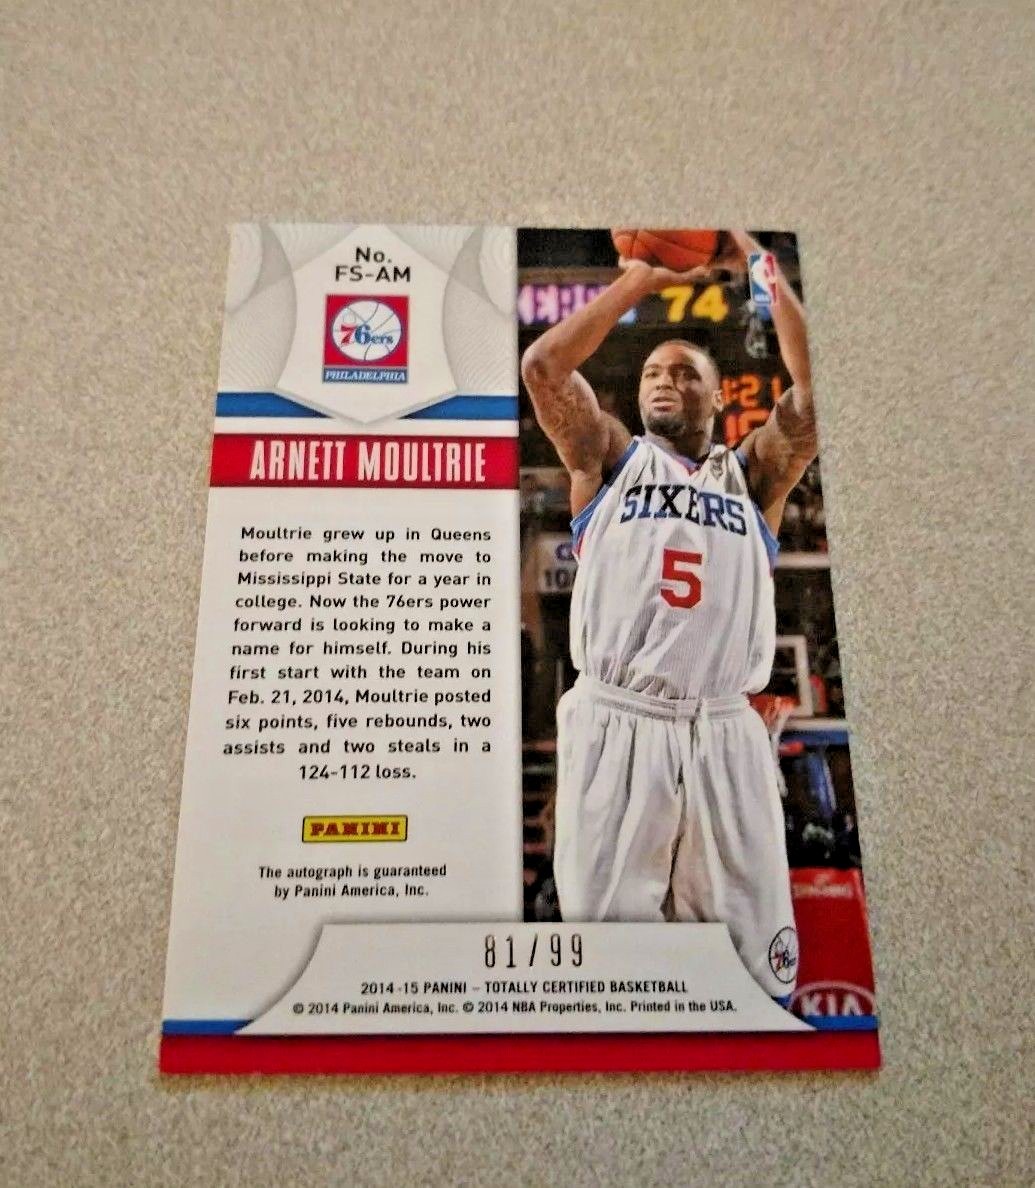 No.
FS-AM
76ers
PHILADELPHIA
ARNETT MOULTRIE
Moultrie grew up in Queens
before making the move to
Mississippi State for a year in
college. Now the 76ers power
forward is looking to make a
name for himself. During his
first start with the team on
Feb. 21, 2014, Moultrie posted
six points, five rebounds, two
assists and two steals in a
124-112 loss.
PANINI
The autograph is guaranteed
by Panini America, Inc.
74
SIXERS
5
SPALDING
76ers
KIA
81/99
2014-15 PANINI – TOTALLY CERTIFIED BASKETBALL
© 2014 Panini America, Inc. © 2014 NBA Properties, Inc. Printed in the USA.